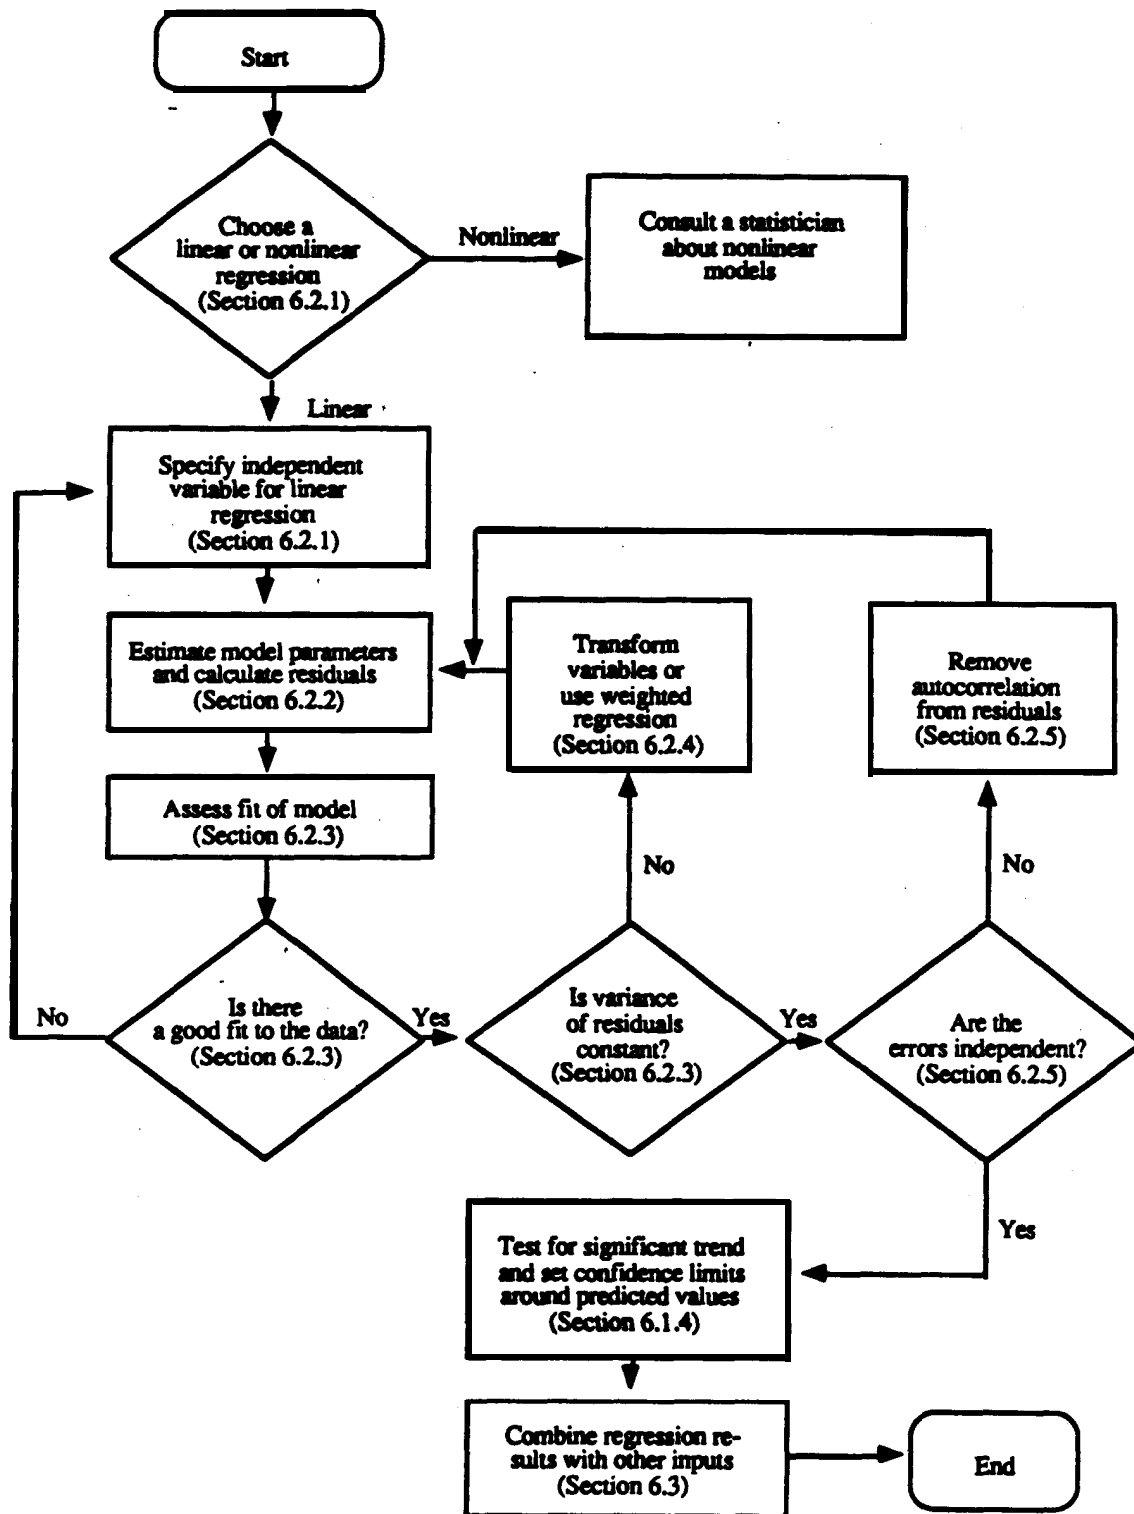 Start
Choose a
linear or nonlinear
regression
(Section 6.2.1)
Nonlinear
Consult a statistician
about nonlinear
models
Linear
Specify independent
variable for linear
regression
(Section 6.2.1)
Estimate model parameters
and calculate residuals
(Section 6.2.2)
Transform
variables or
use weighted
regression
(Section 6.2.4)
Remove
autocorrelation
from residuals
(Section 6.2.5)
Assess fit of model
(Section 6.2.3)
No
No
Is there
a good fit to the data?
(Section 6.2.3)
No
Yes
Is variance
of residuals
constant?
(Section 6.2.3)
Yes
Are the
errors independent?
(Section 6.2.5)
Yes
Test for significant trend
and set confidence limits
around predicted values
(Section 6.1.4)
Combine regression re-
sults with other inputs
(Section 6.3)
End